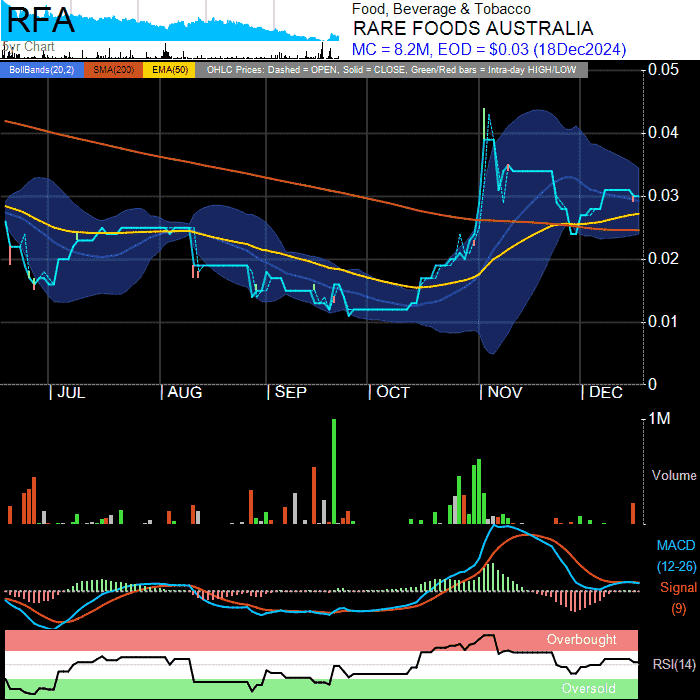 RFA
5yr Chart
Food, Beverage & Tobacco
RARE FOODS AUSTRALIA
MC = 8.2M, EOD = $0.03 (18Dec2024)
BollBands(20,2) SMA(200) EMA(50) OHLC Prices: Dashed = OPEN, Solid = CLOSE, Green/Red bars = Intra-day HIGH/LOW
0.05
0.04
0.03
0.02
0.01
0
JUL AUG SEP OCT NOV DEC
1M
Volume
MACD
(12-26)
Signal
(9)
Overbought
RSI(14)
Oversold